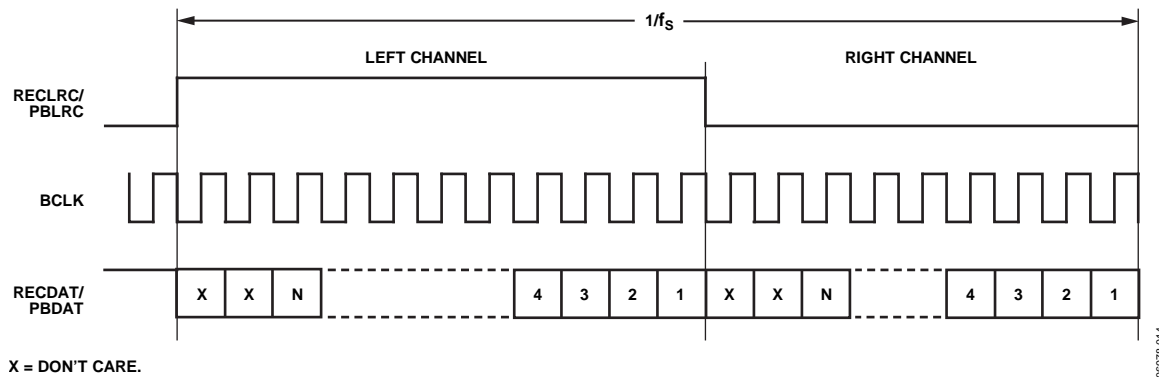 1/fS
LEFT CHANNEL
RIGHT CHANNEL
RECLRC/
PBLRC
BCLK
RECDAT/
PBDAT
X X N 4 3 2 1 X X N 4 3 2 1
X = DON'T CARE.